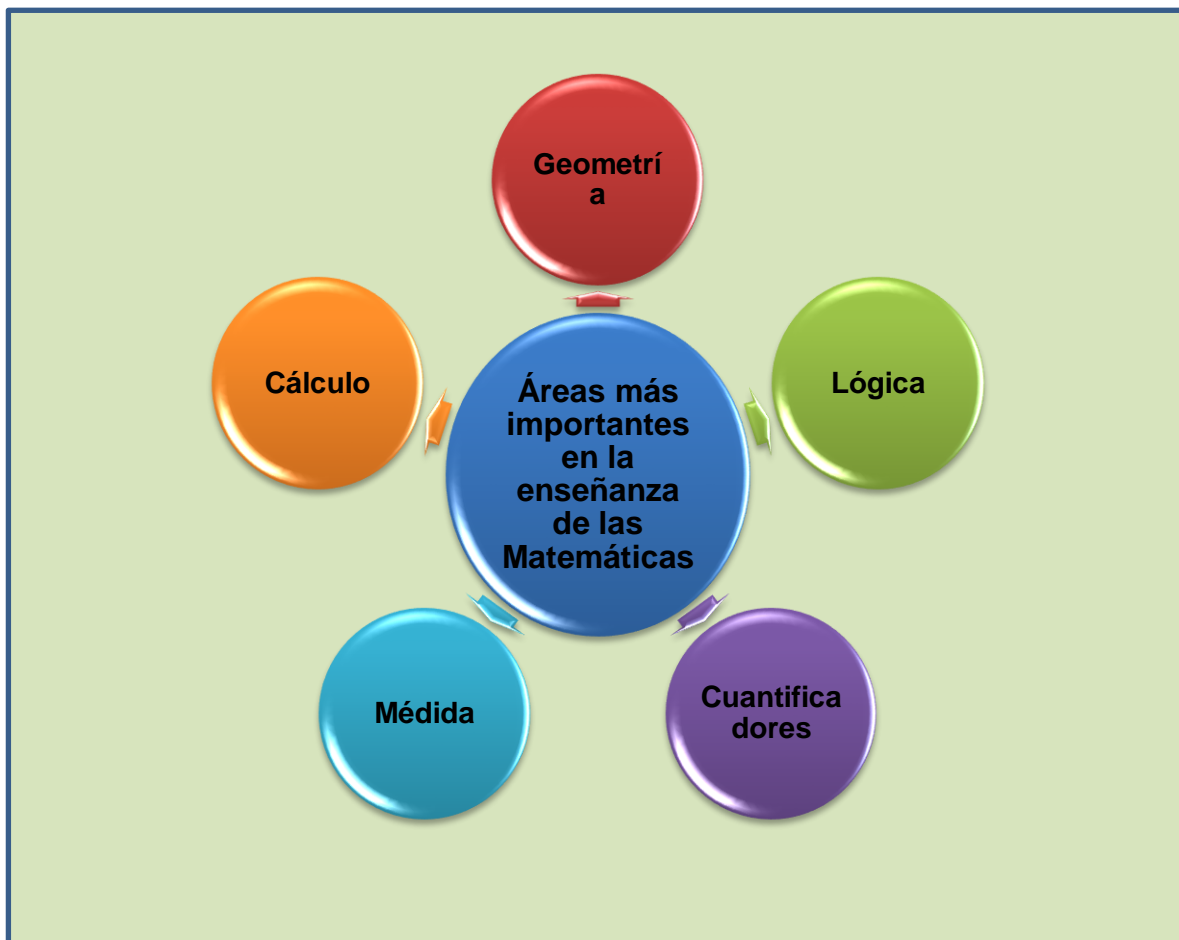 Geometrí
a
Cálculo
Lógica
Áreas más
importantes
en la
enseñanza
de las
Matemáticas
Médida
Cuantifica
dores